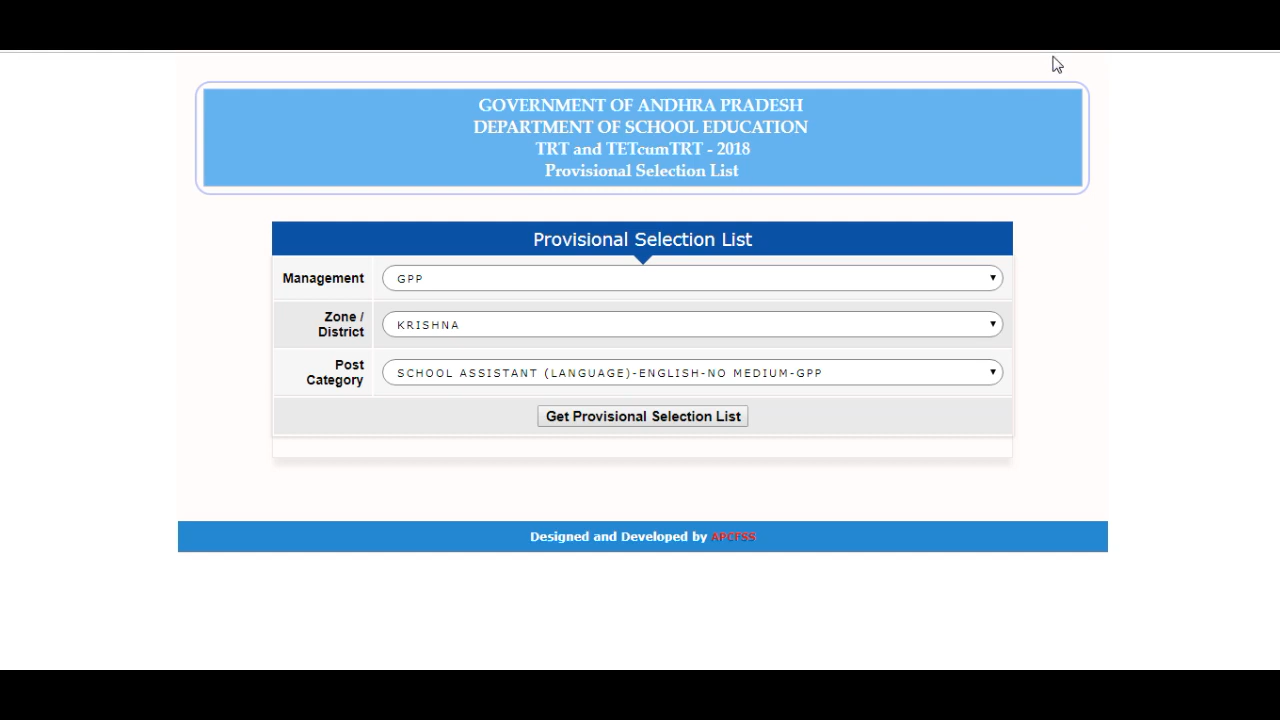 GOVERNMENT OF ANDHRA PRADESH
DEPARTMENT OF SCHOOL EDUCATION
TRT and TETcumTRT - 2018
Provisional Selection List
Provisional Selection List
Management
GPP
Zone /
District
KRISHNA
Post
Category
SCHOOL ASSISTANT (LANGUAGE)-ENGLISH-NO MEDIUM-GPP
Get Provisional Selection List
Designed and Developed by APCFSS